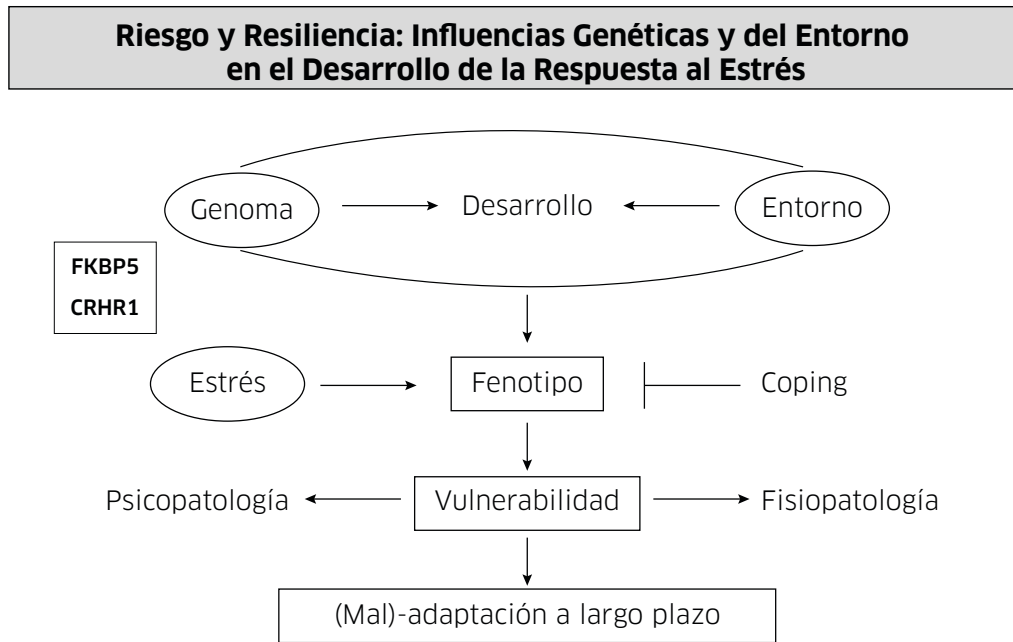 Riesgo y Resiliencia: Influencias Genéticas y del Entorno
en el Desarrollo de la Respuesta al Estrés
Genoma
Desarrollo
Entorno
FKBP5
CRHR1
Estrés
Fenotipo
Coping
Psicopatología
Vulnerabilidad
Fisiopatología
(Mal)-adaptación a largo plazo